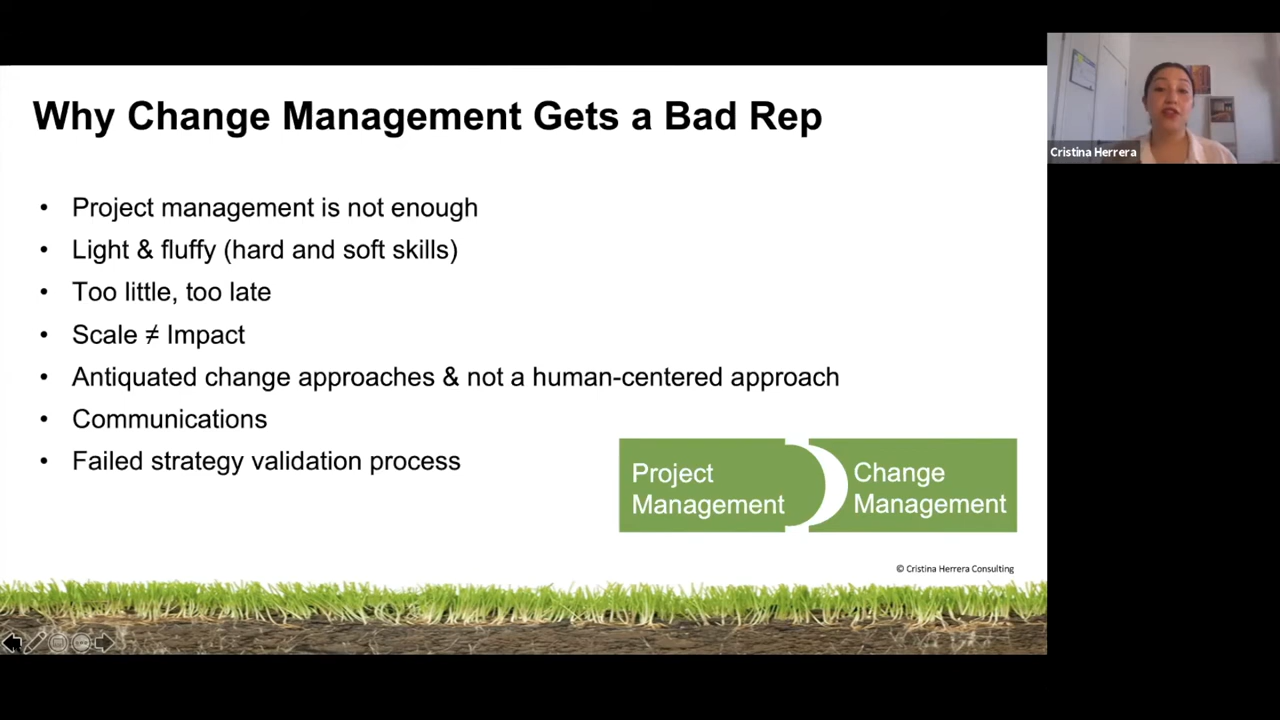 Why Change Management Gets a Bad Rep
Cristina Herrera
• Project management is not enough
• Light & fluffy (hard and soft skills)
• Too little, too late
• Scale ≠ Impact
• Antiquated change approaches & not a human-centered approach
• Communications
• Failed strategy validation process
Project
Management
Change
Management
© Cristina Herrera Consulting